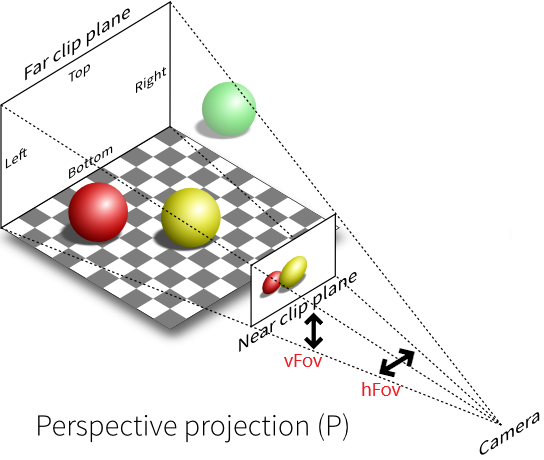 Far clip plane
Top
Right
Left
Bottom
Near clip plane
vFov
hFov
Perspective projection (P)
Camera